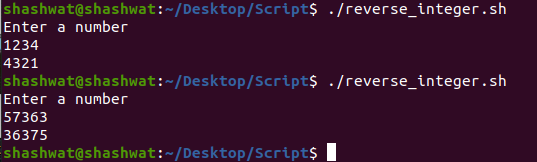 shashwat@shashwat:~/Desktop/Script$ ./reverse_integer.sh
Enter a number
1234
4321
shashwat@shashwat:~/Desktop/Script$ ./reverse_integer.sh
Enter a number
57363
36375
shashwat@shashwat:~/Desktop/Script$